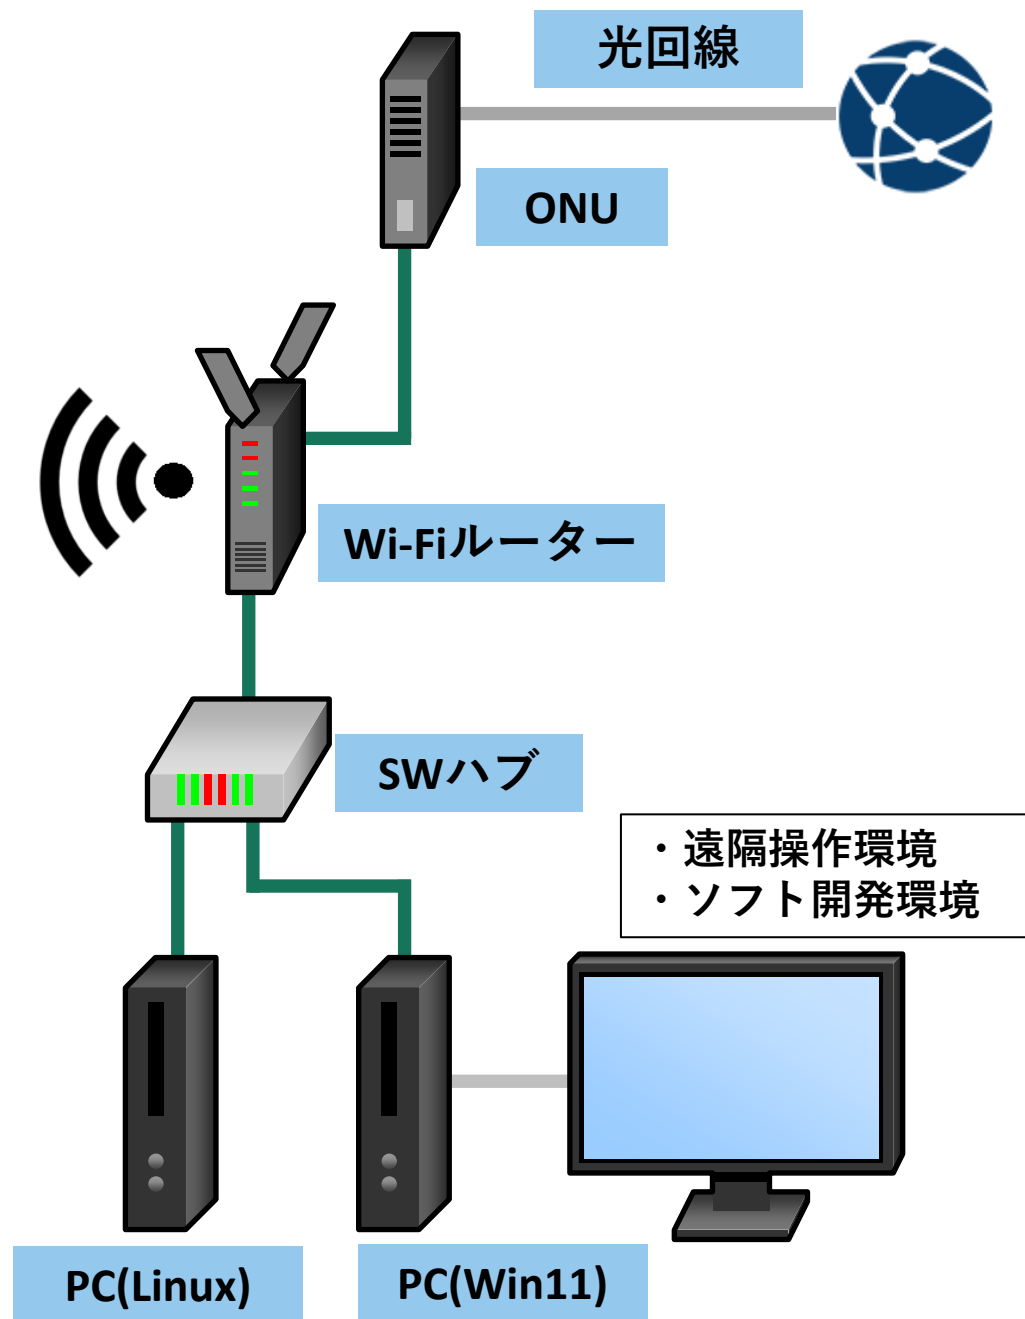 光回線
ONU
Wi-Fiルーター
SWハブ
・遠隔操作環境
・ソフト開発環境
PC(Linux)
PC(Win11)